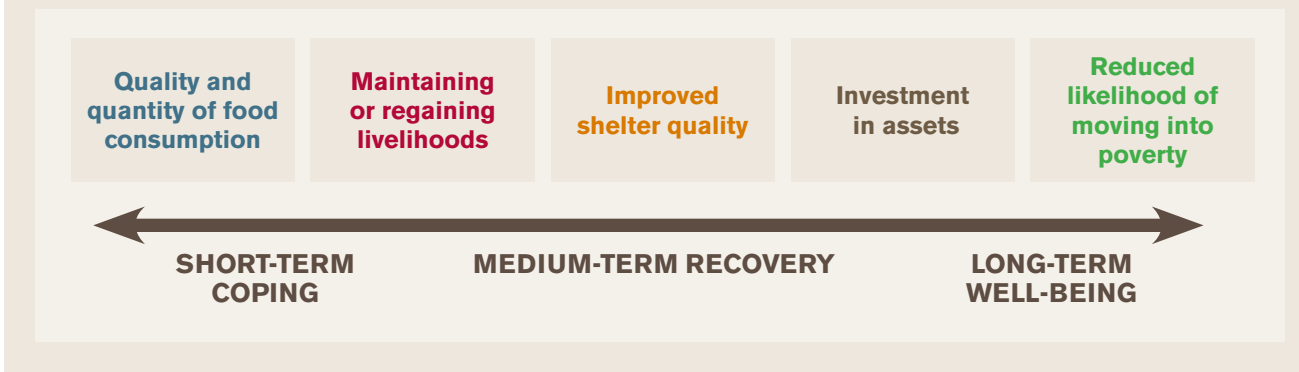 Quality and
quantity of food
consumption
Maintaining
or regaining
livelihoods
Improved
shelter quality
Investment
in assets
Reduced
likelihood of
moving into
poverty
SHORT-TERM
COPING
MEDIUM-TERM RECOVERY
LONG-TERM
WELL-BEING